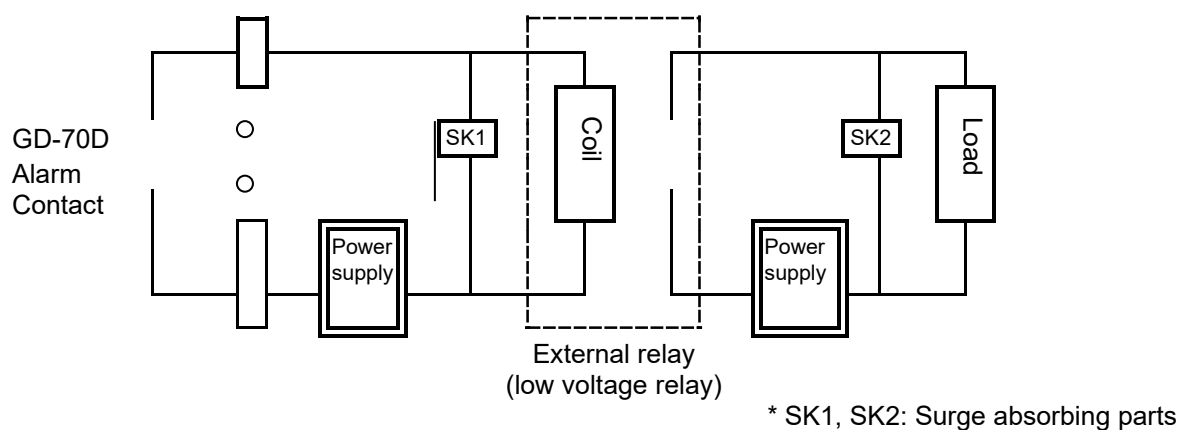 GD-70D
Alarm
Contact
SK1
Coil
Power
supply
SK2
Load
Power
supply
External relay
(low voltage relay)
* SK1, SK2: Surge absorbing parts